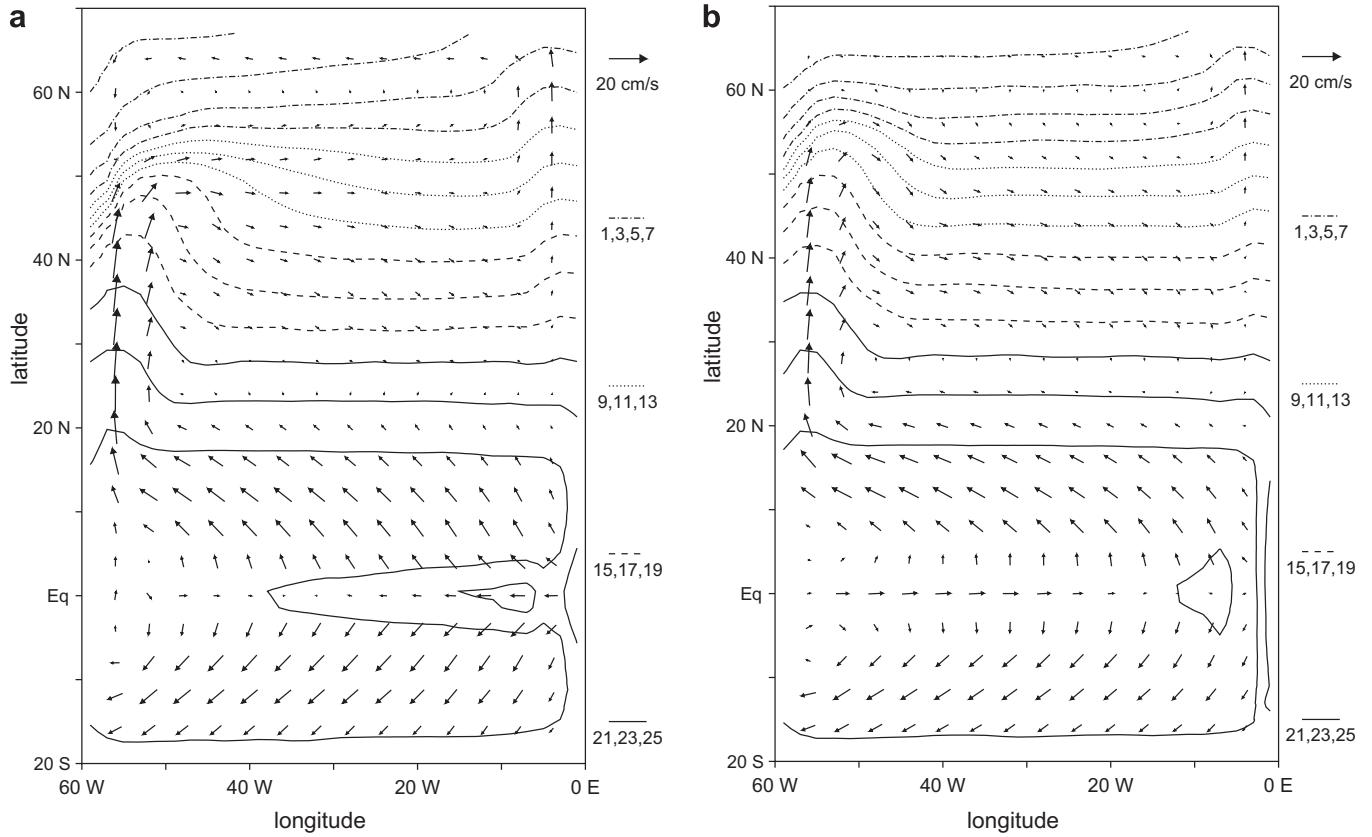 a
60 N
40 N
20 N
Eq
20 S
latitude
60 W
40 W
20 W
0 E
longitude
20 cm/s
1,3,5,7
9,11,13
15,17,19
21,23,25
b
60 N
40 N
20 N
Eq
20 S
latitude
60 W
40 W
20 W
0 E
longitude
20 cm/s
1,3,5,7
9,11,13
15,17,19
21,23,25